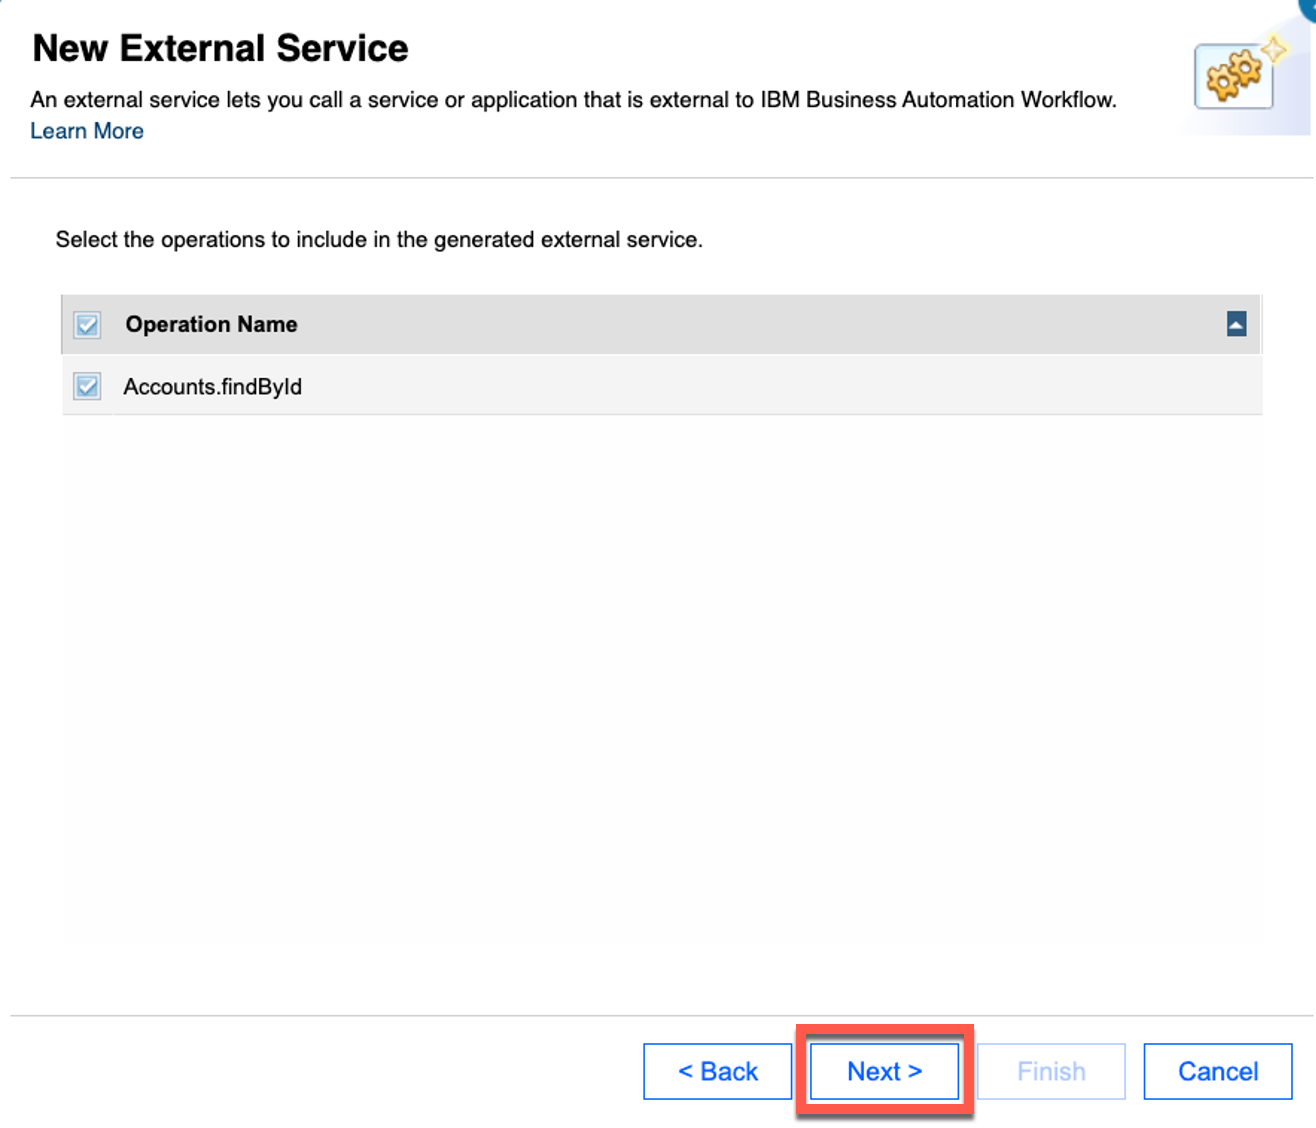 New External Service
An external service lets you call a service or application that is external to IBM Business Automation Workflow.
Learn More
Select the operations to include in the generated external service.
Operation Name
Accounts.findById
< Back Next > Finish Cancel